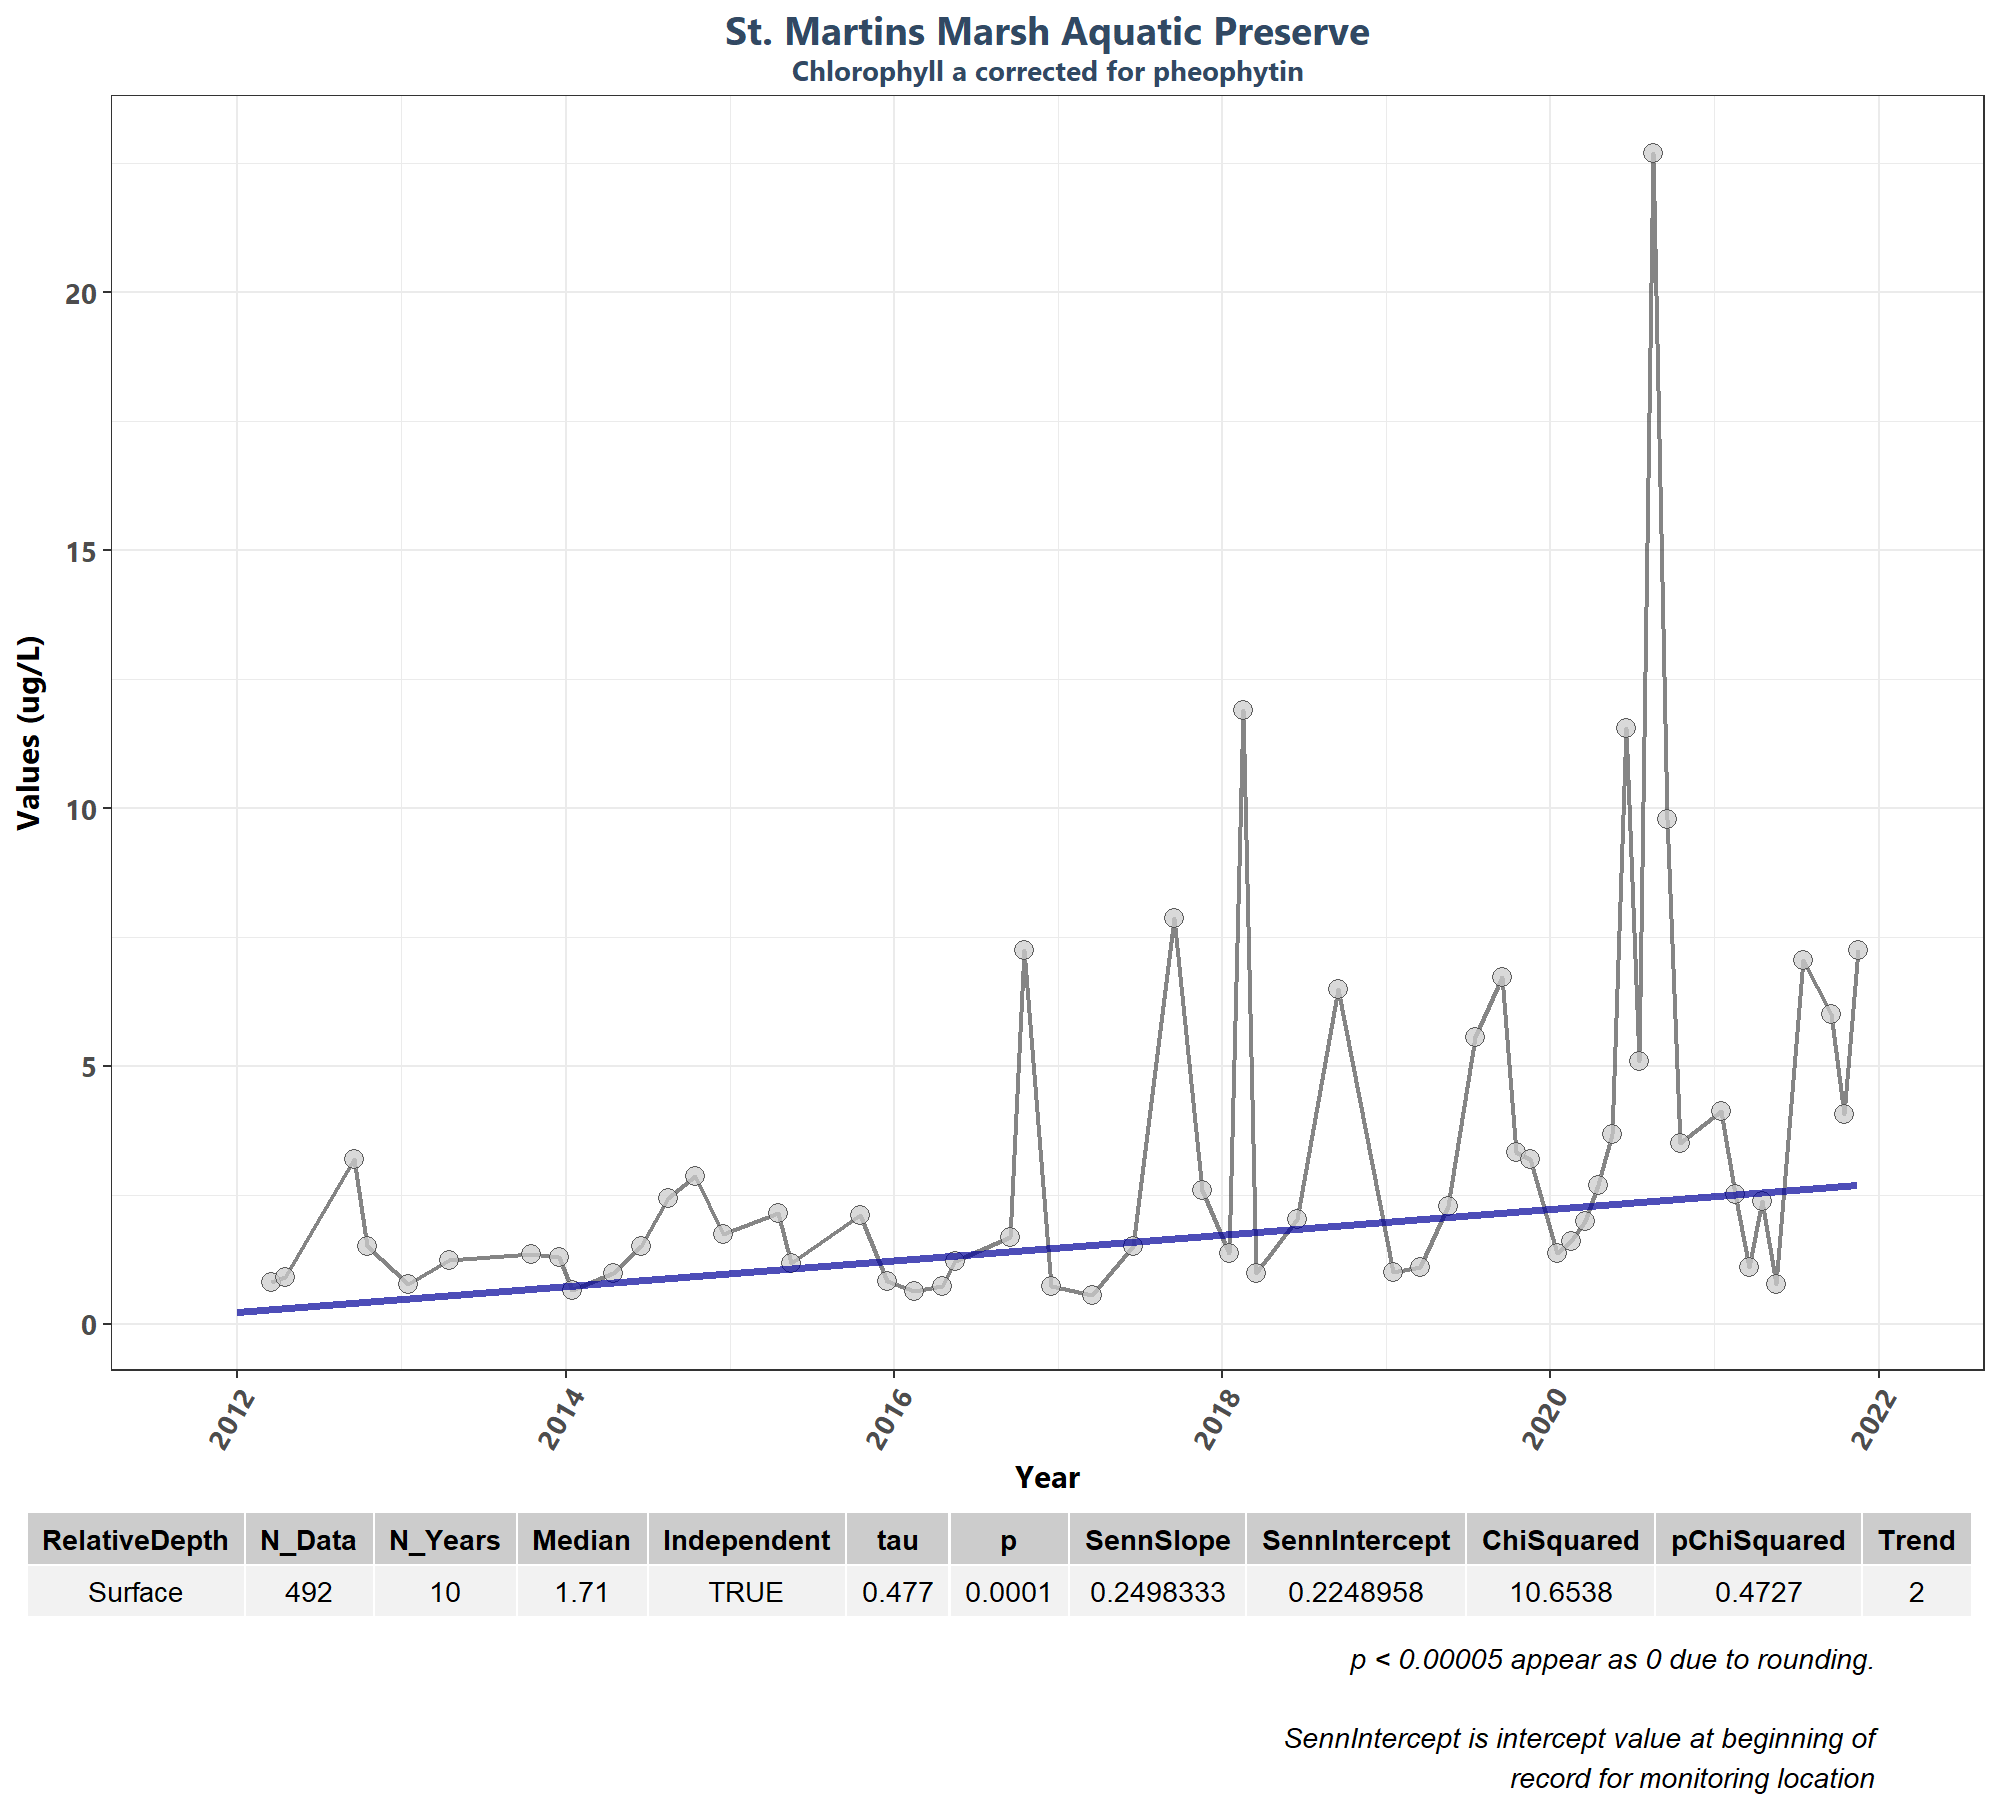 St. Martins Marsh Aquatic Preserve
Chlorophyll a corrected for pheophytin
Values (ug/L)
20
15
10
5
0
2012 2014 2016 2018 2020 2022
Year
RelativeDepth N_Data N_Years Median Independent tau p SennSlope SennIntercept ChiSquared pChiSquared Trend
Surface 492 10 1.71 TRUE 0.477 0.0001 0.2498333 0.2248958 10.6538 0.4727 2
p < 0.00005 appear as 0 due to rounding.
SennIntercept is intercept value at beginning of
record for monitoring location